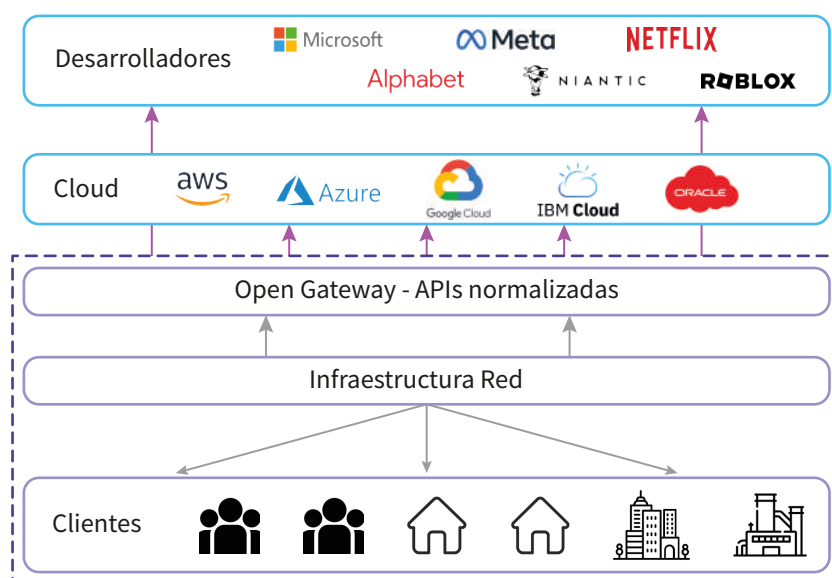 Desarrolladores
Microsoft
Meta
NETFLIX
Alphabet
NIANTIC
ROBLOX
Cloud
aws
Azure
Google Cloud
IBM Cloud
ORACLE
Open Gateway - APIs normalizadas
Infraestructura Red
Clientes